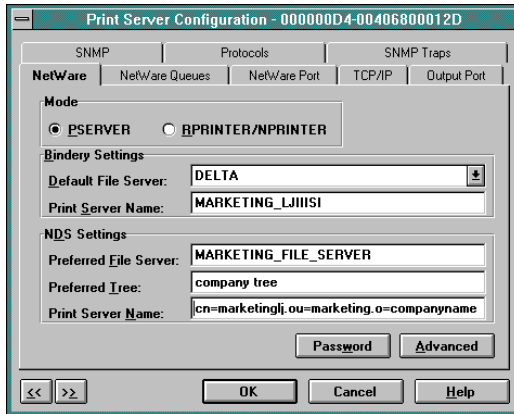 Print Server Configuration - 000000D4-00406800012D
SNMP Protocols SNMP Traps
NetWare NetWare Queues NetWare Port TCP/IP Output Port
Mode
PSERVER RPRINTER/NPRINTER
Bindery Settings
Default File Server: DELTA
Print Server Name: MARKETING_LJIIISI
NDS Settings
Preferred File Server: MARKETING_FILE_SERVER
Preferred Tree: company tree
Print Server Name: cn=marketinglj.ou=marketing.o=companyname
Password Advanced
<< >> OK Cancel Help